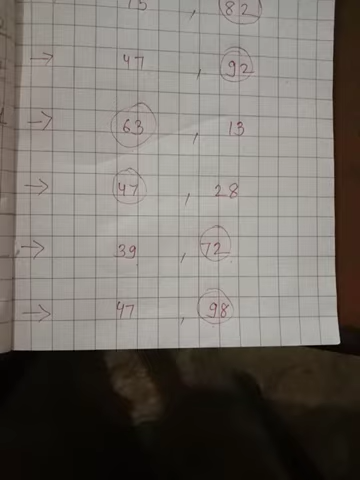 , 82
→ 47 , 92
→ 63 , 13
→ 47 , 28
→ 39 , 72
→ 47 , 98